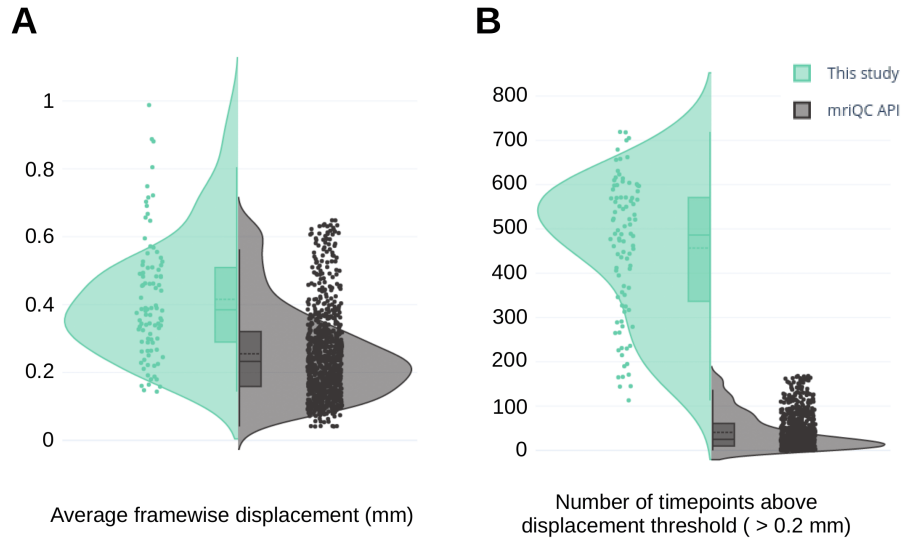 A
B
This study
mriQC API
1
0.8
0.6
0.4
0.2
0
800
700
600
500
400
300
200
100
0
Average framewise displacement (mm)
Number of timepoints above
displacement threshold ( > 0.2 mm)